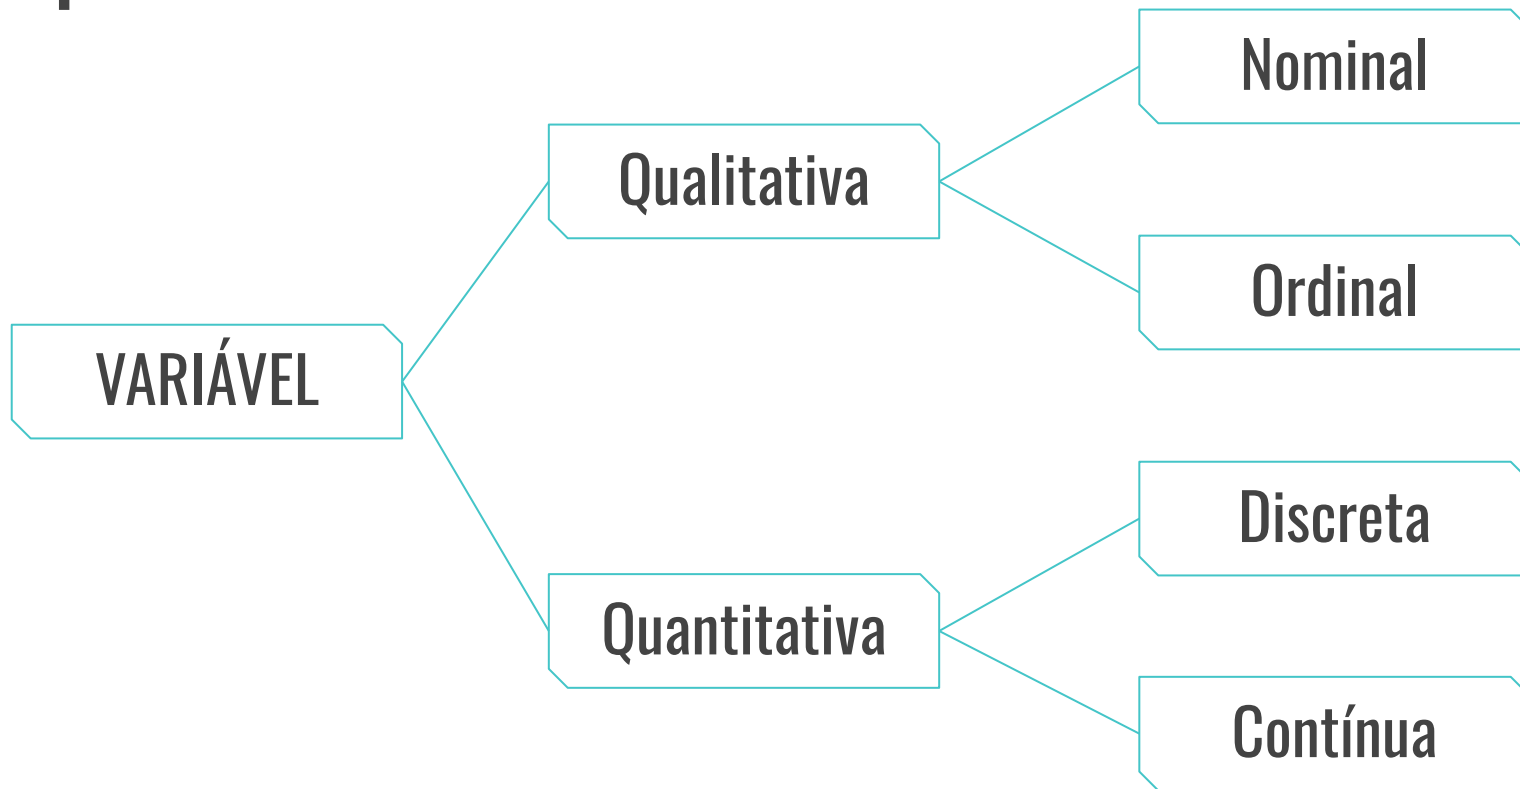 Nominal
Qualitativa
Ordinal
VARIÁVEL
Discreta
Quantitativa
Contínua